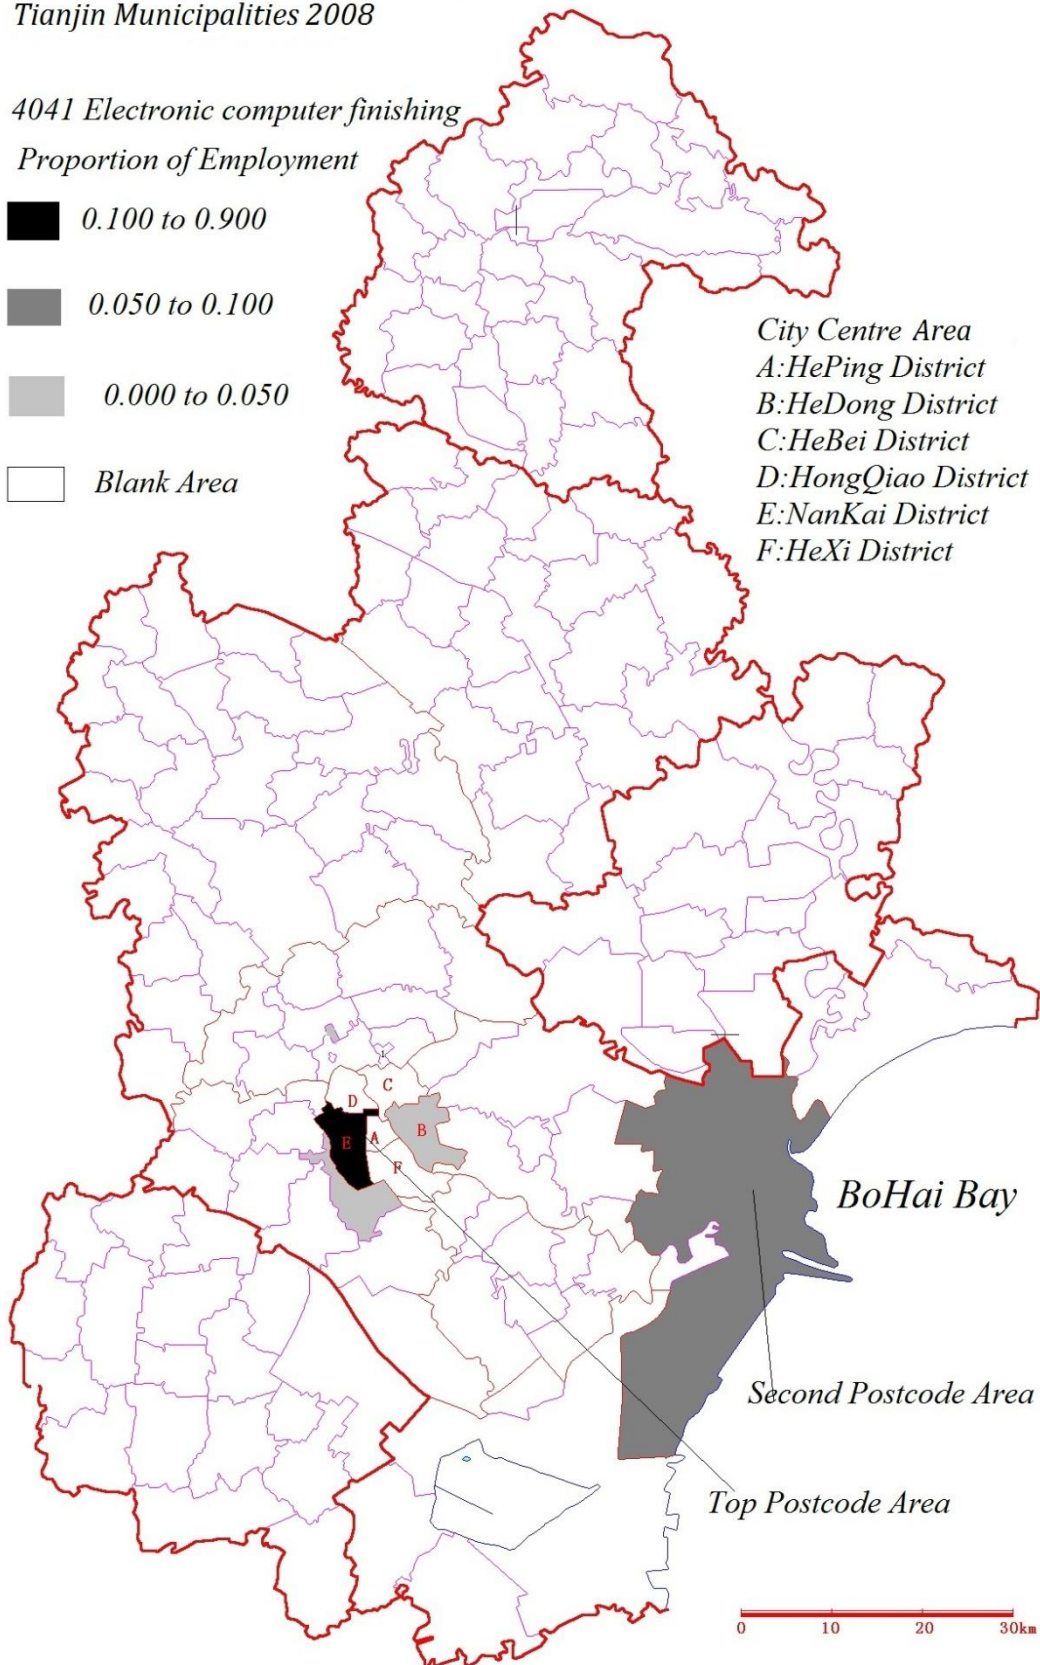 Tianjin Municipalities 2008
4041 Electronic computer finishing
Proportion of Employment
0.100 to 0.900
0.050 to 0.100
0.000 to 0.050
Blank Area
City Centre Area
A:HePing District
B:HeDong District
C:HeBei District
D:HongQiao District
E:NanKai District
F:HeXi District
1
C
D
B
E
A
F
BoHai Bay
Second Postcode Area
Top Postcode Area
0 10 20 30km